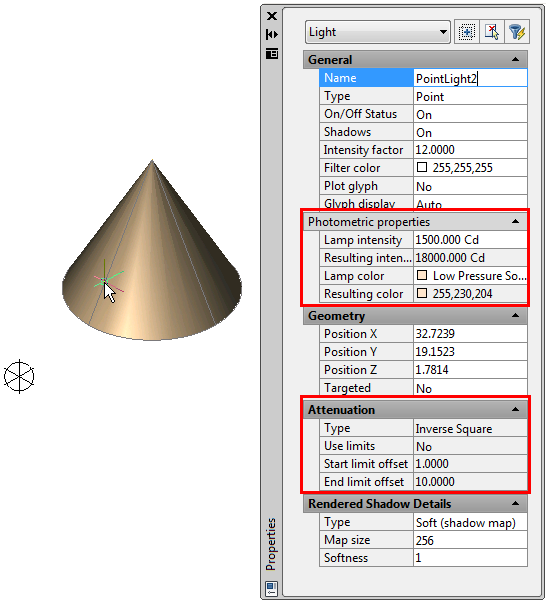 Light
General
Name PointLight2
Type Point
On/Off Status On
Shadows On
Intensity factor 12.0000
Filter color 255,255,255
Plot glyph No
Glyph display Auto
Photometric properties
Lamp intensity 1500.000 Cd
Resulting inten... 18000.000 Cd
Lamp color Low Pressure So...
Resulting color 255,230,204
Geometry
Position X 32.7239
Position Y 19.1523
Position Z 1.7814
Targeted No
Attenuation
Type Inverse Square
Use limits No
Start limit offset 1.0000
End limit offset 10.0000
Rendered Shadow Details
Type Soft (shadow map)
Map size 256
Softness 1
Properties